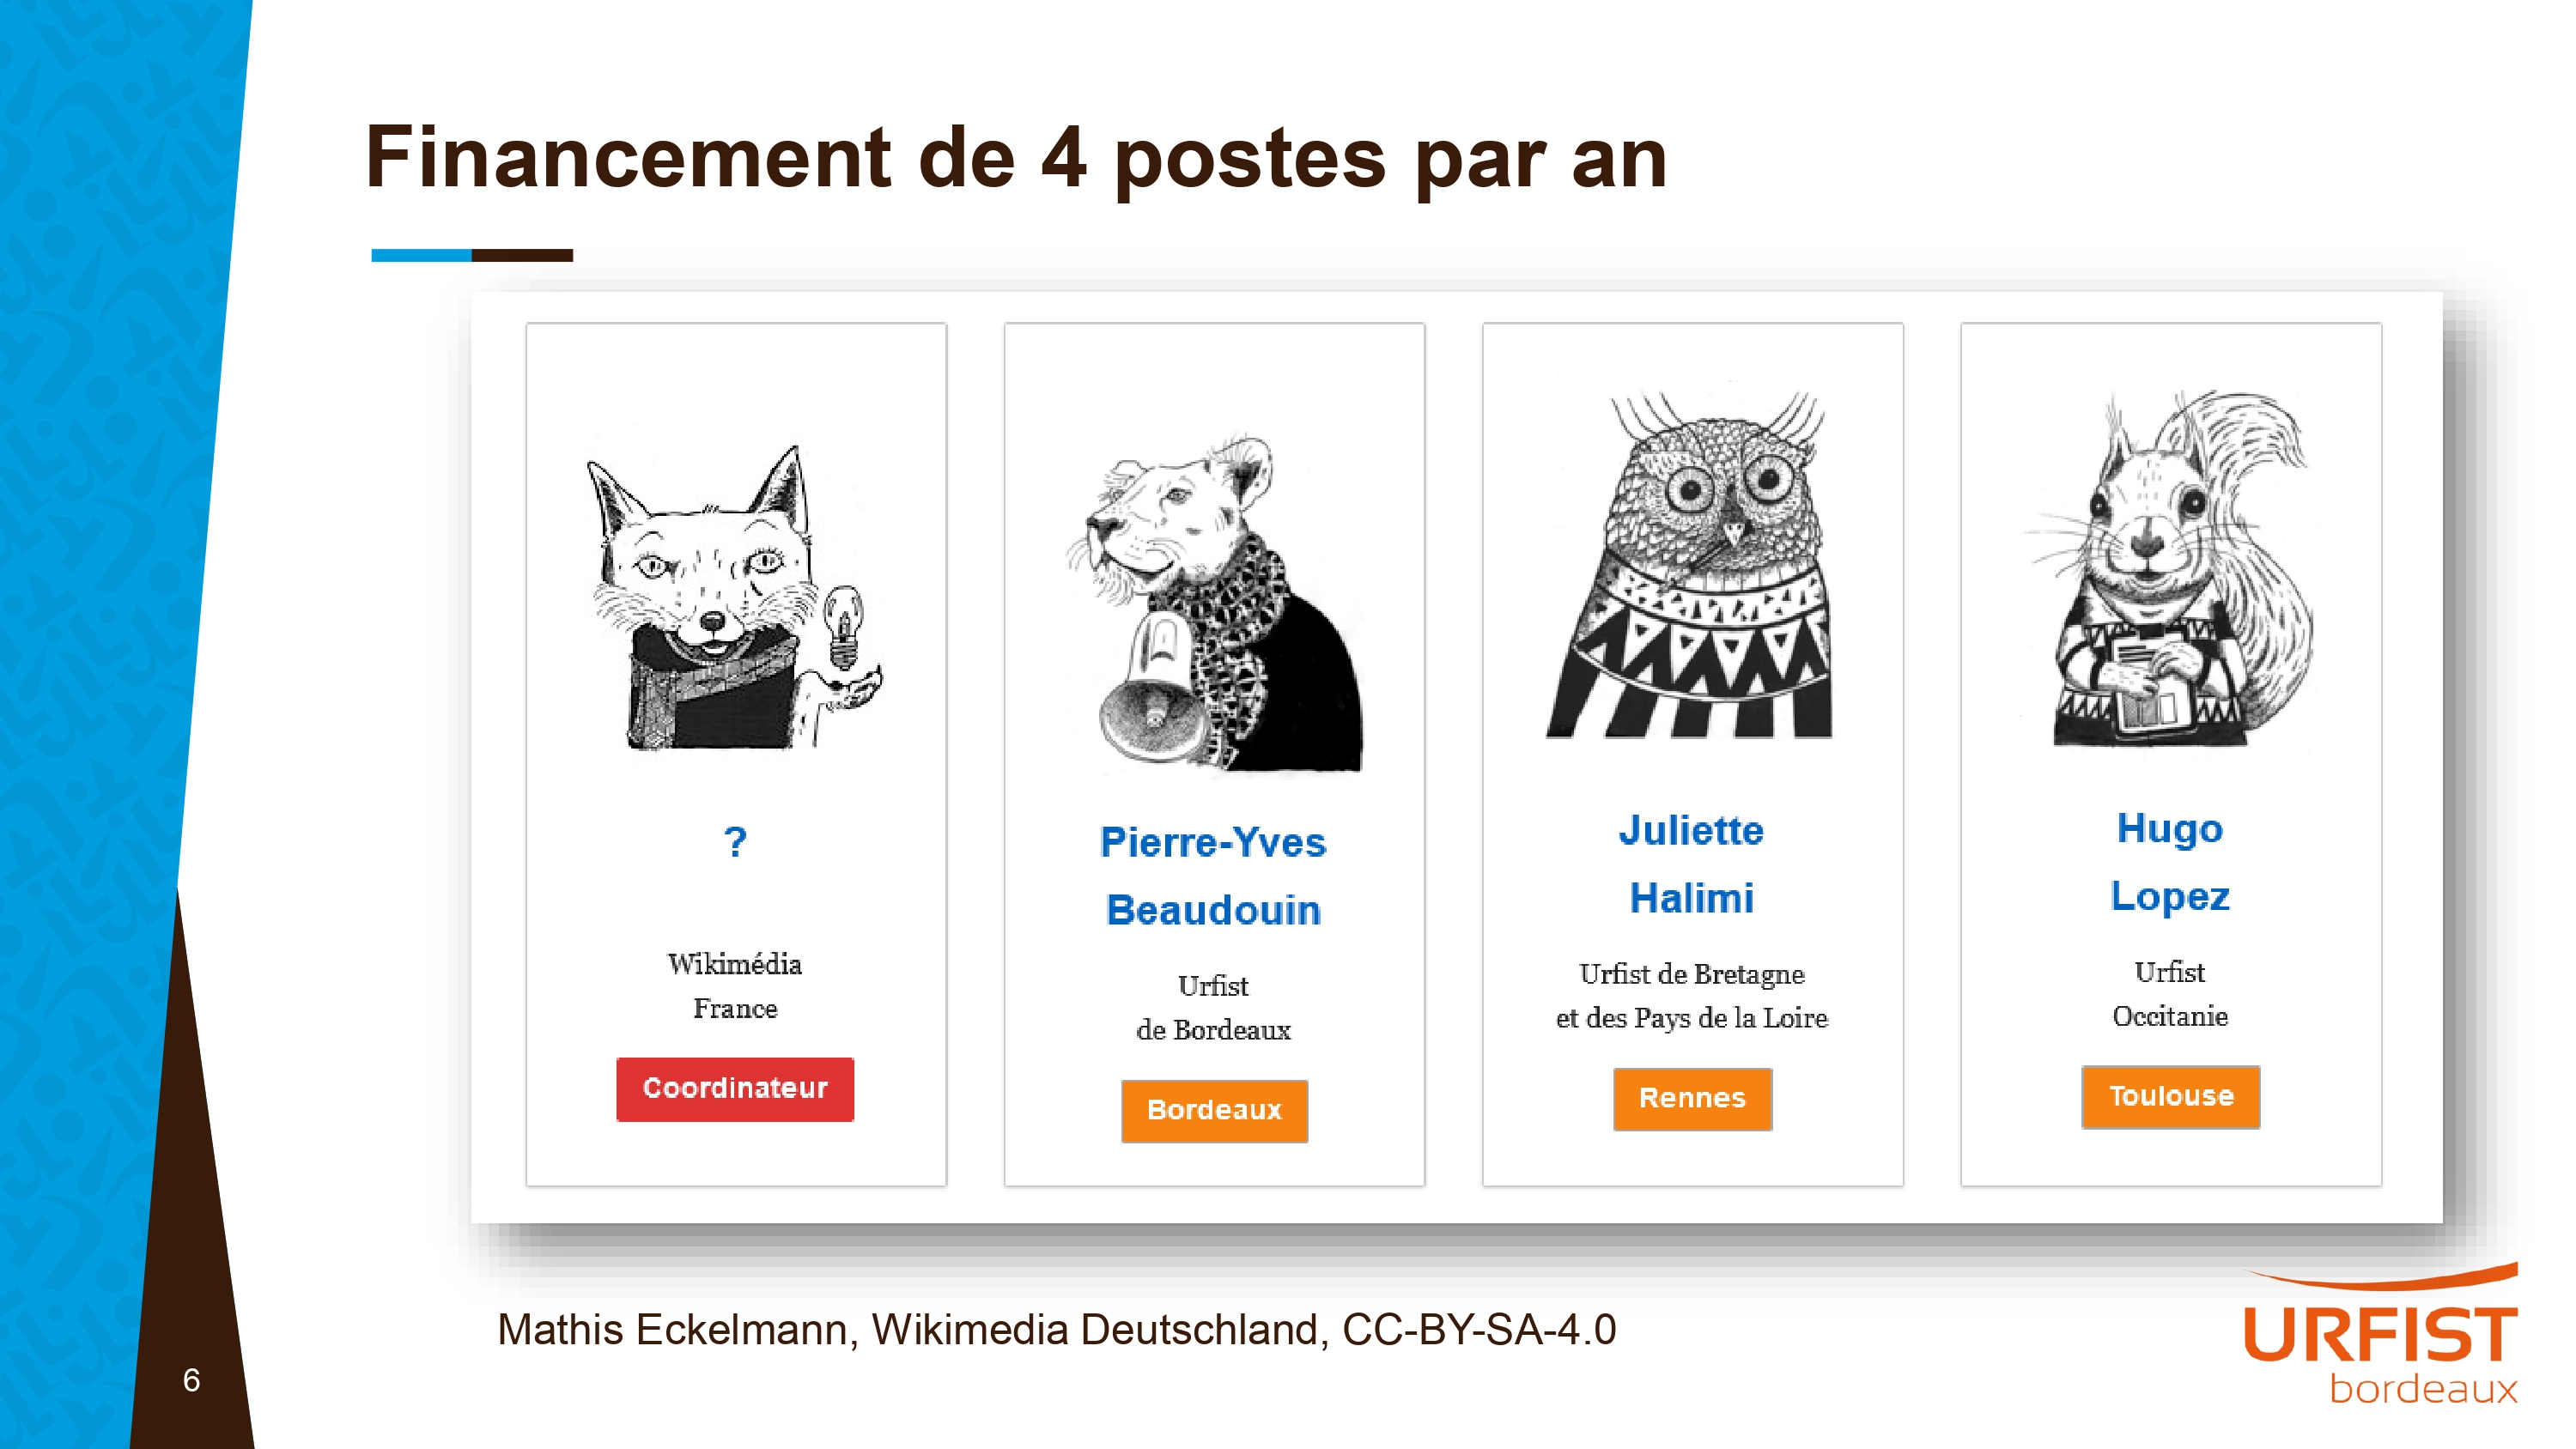 Financement de 4 postes par an
?
Wikimédia
France
Coordinateur
Pierre-Yves
Beaudouin
Urfist
de Bordeaux
Bordeaux
Juliette
Halimi
Urfist de Bretagne
et des Pays de la Loire
Rennes
Hugo
Lopez
Urfist
Occitanie
Toulouse
Mathis Eckelmann, Wikimedia Deutschland, CC-BY-SA-4.0
6
URFIST
bordeaux